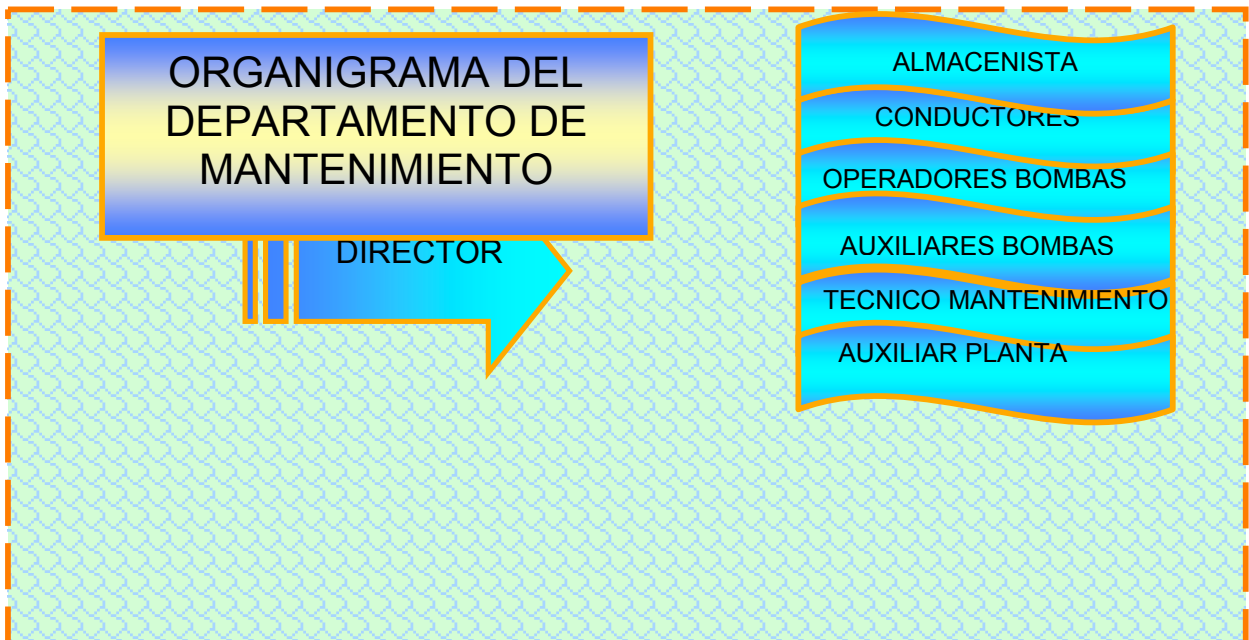 ORGANIGRAMA DEL
DEPARTAMENTO DE
MANTENIMIENTO
DIRECTOR
ALMACENISTA
CONDUCTORES
OPERADORES BOMBAS
AUXILIARES BOMBAS
TECNICO MANTENIMIENTO
AUXILIAR PLANTA